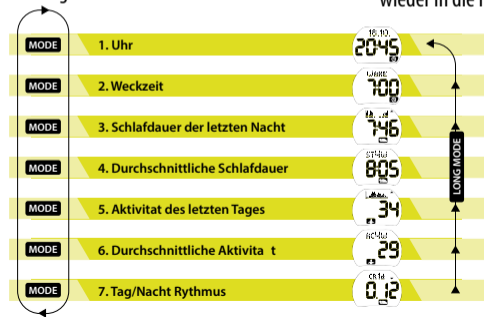 wieder in die
MODE 1. Uhr 18.10. 2045
MODE 2. Weckzeit WAKE 700
MODE 3. Schlafdauer der letzten Nacht 746
MODE 4. Durchschnittliche Schlafdauer 805
MODE 5. Aktivitat des letzten Tages 34
MODE 6. Durchschnittliche Aktivita t 29
MODE 7. Tag/Nacht Rythmus 0.12
LONG MODE